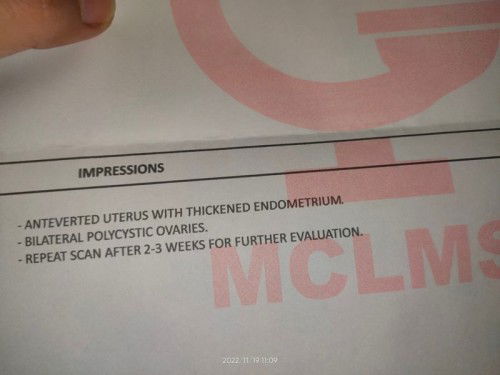 IMPRESSIONS
- ANTEVERTED UTERUS WITH THICKENED ENDOMETRIUM.
- BILATERAL POLYCYSTIC OVARIES.
- REPEAT SCAN AFTER 2-3 WEEKS FOR FURTHER EVALUATION.
MCLMS
2022/11/19 11:09